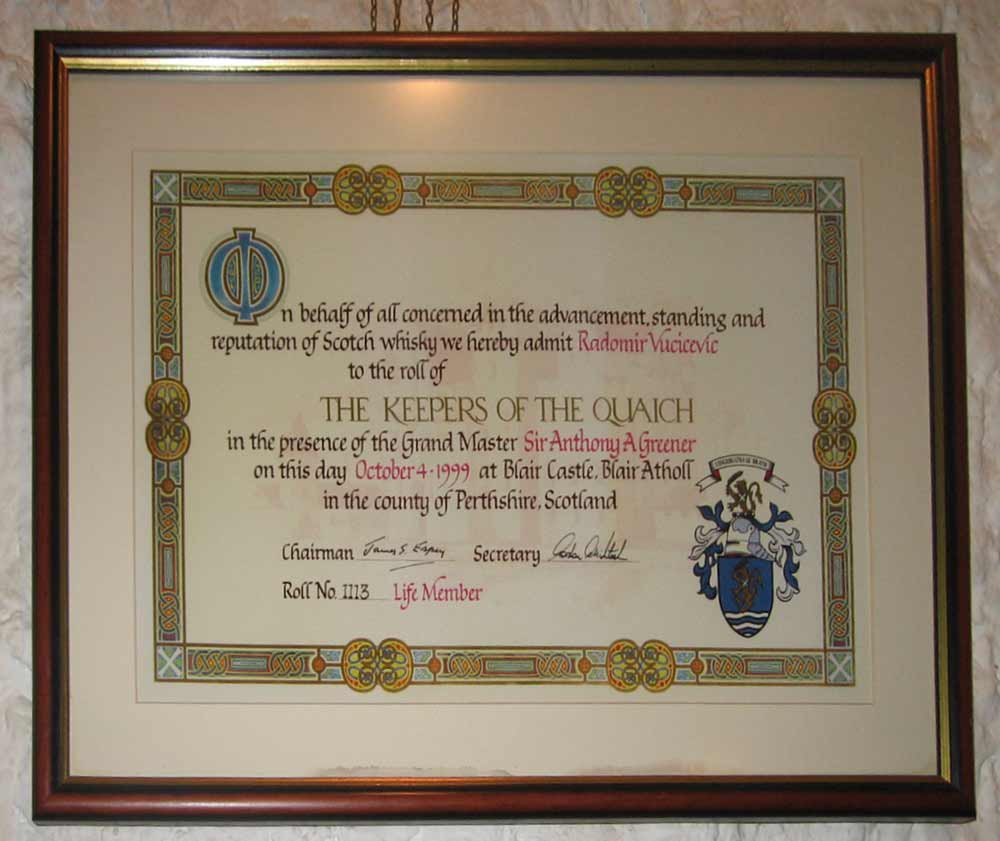 On behalf of all concerned in the advancement, standing and
reputation of Scotch whisky we hereby admit Radomir Vucicevic
to the roll of
THE KEEPERS OF THE QUAICH
in the presence of the Grand Master Sir Anthony A Greener
on this day October 4·1999 at Blair Castle, Blair Atholl
in the county of Perthshire, Scotland
Chairman James S. Espey Secretary
Roll No. 1113 Life Member